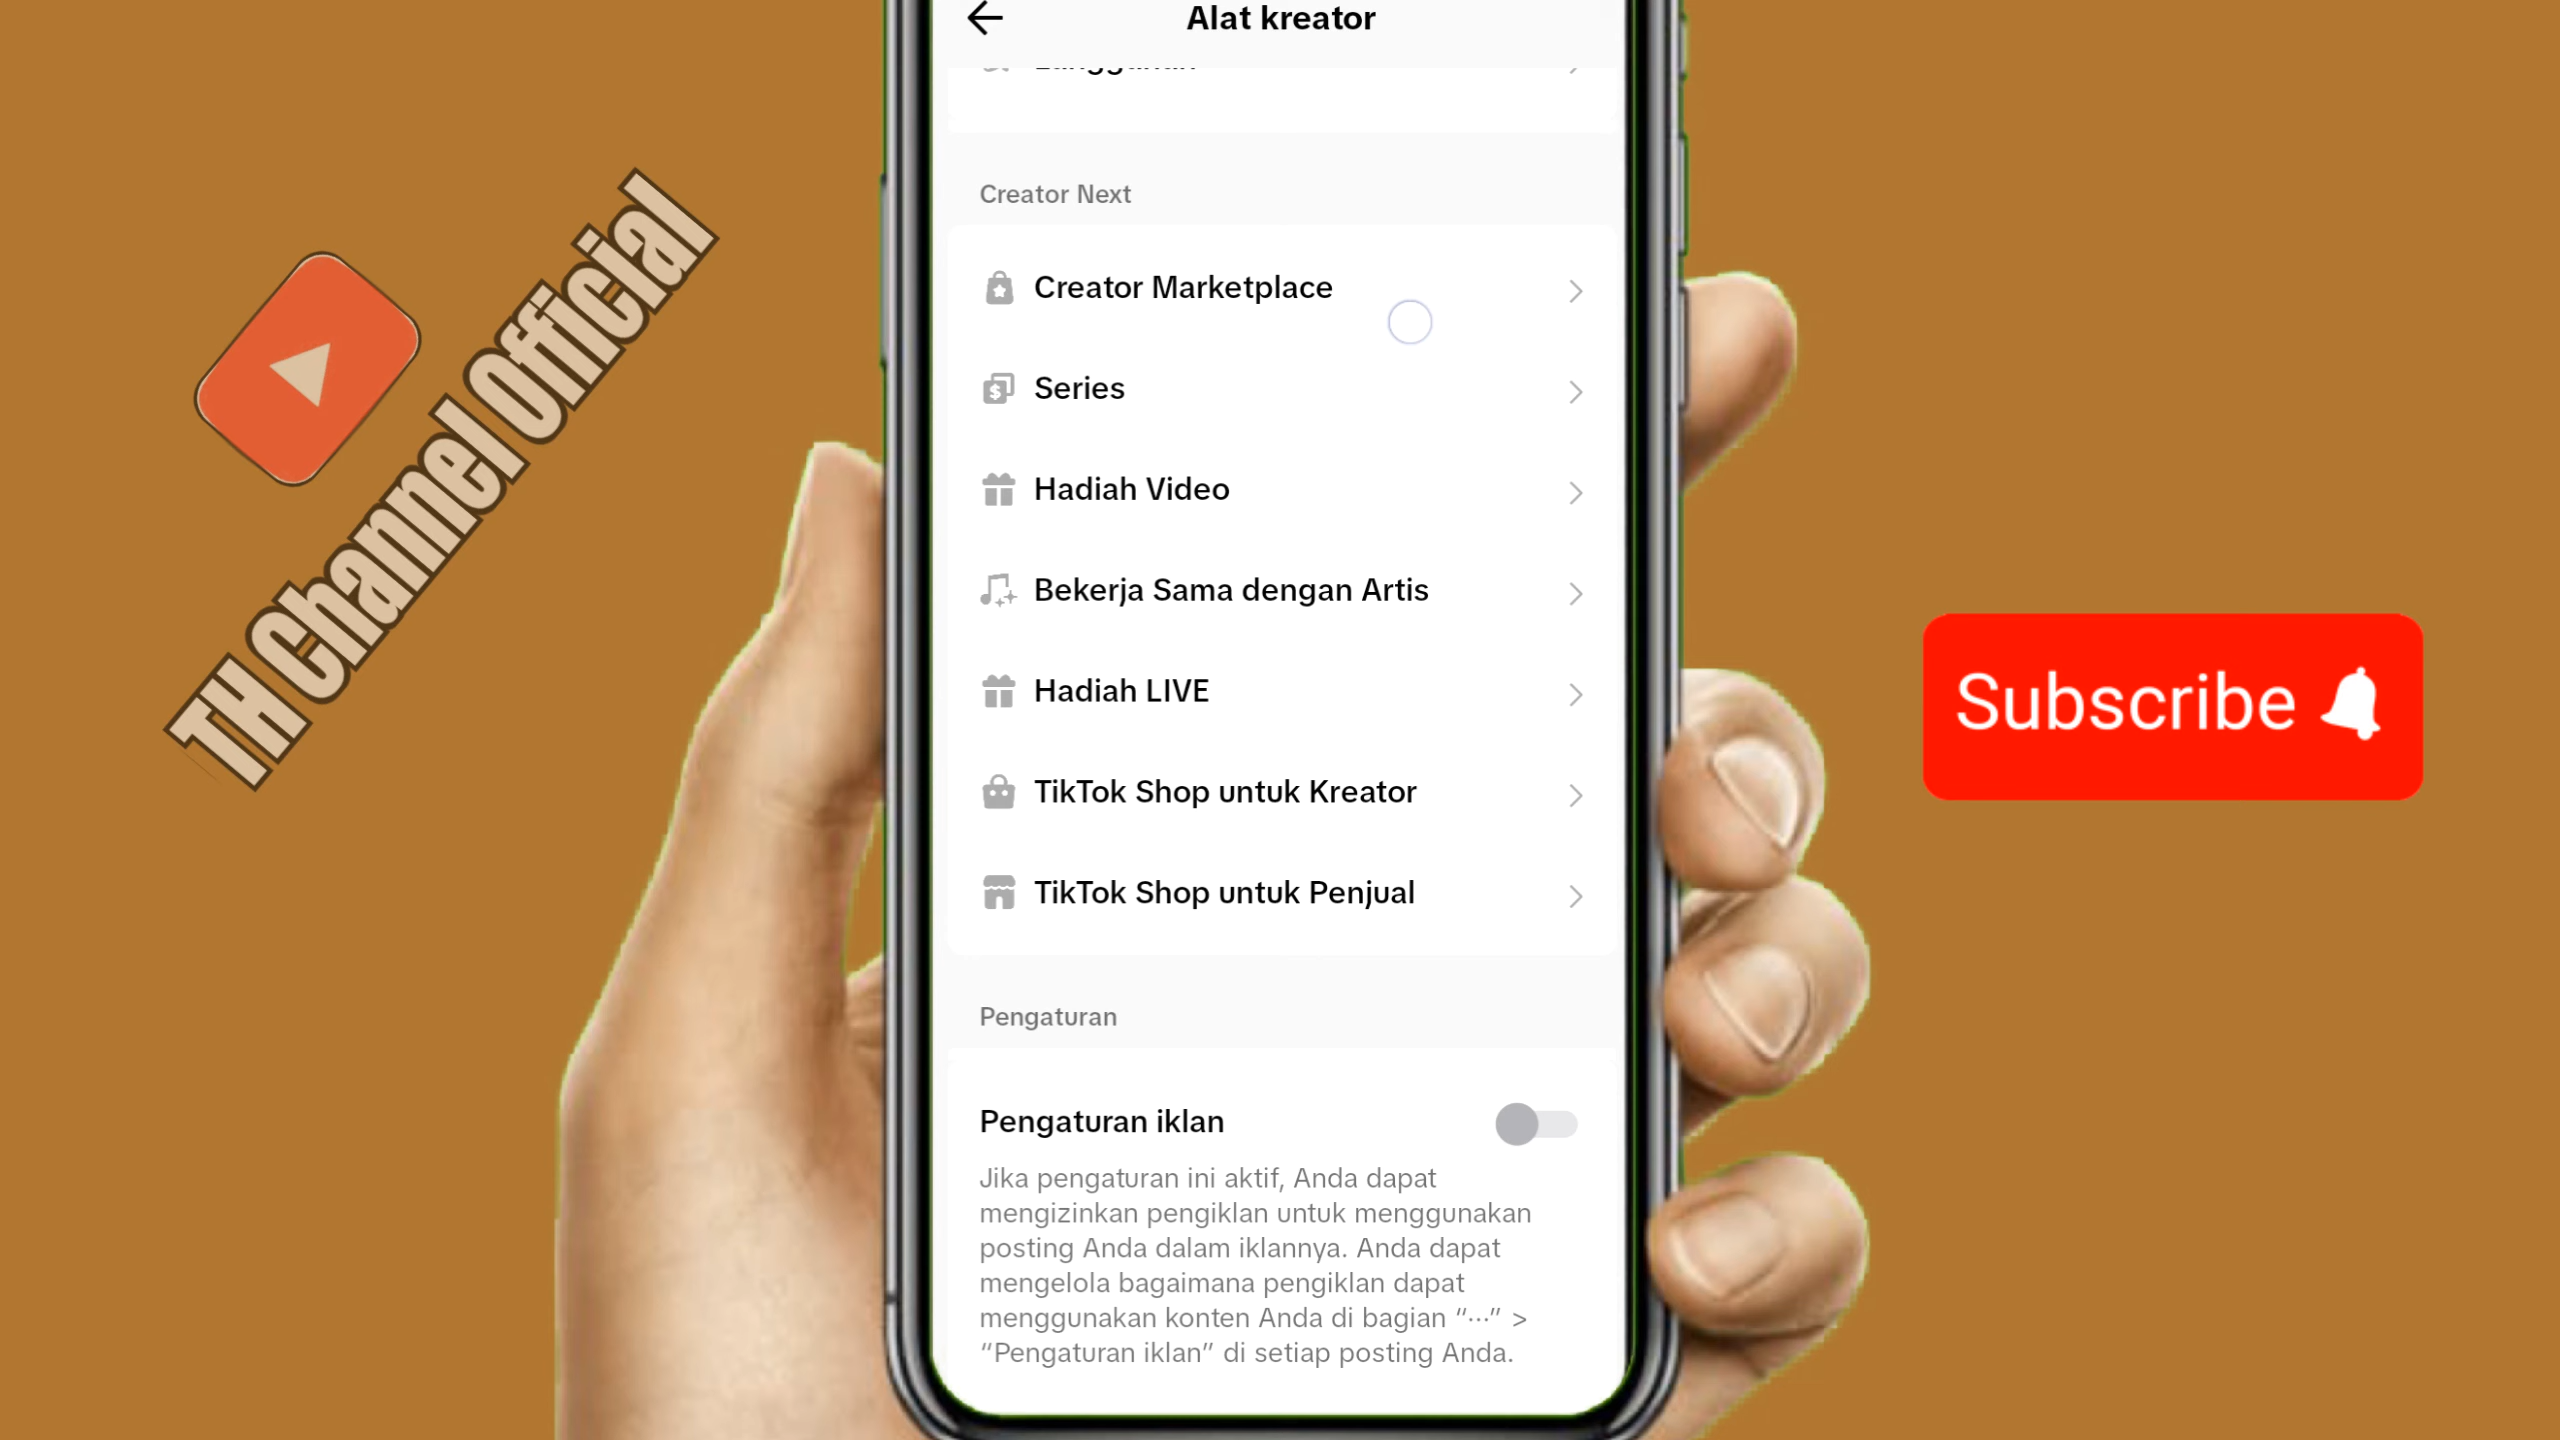 Alat kreator
Creator Next
Creator Marketplace
Series
Hadiah Video
Bekerja Sama dengan Artis
Hadiah LIVE
TikTok Shop untuk Kreator
TikTok Shop untuk Penjual
Pengaturan
Pengaturan iklan
Jika pengaturan ini aktif, Anda dapat
mengizinkan pengiklan untuk menggunakan
posting Anda dalam iklannya. Anda dapat
mengelola bagaimana pengiklan dapat
menggunakan konten Anda di bagian “···” >
“Pengaturan iklan” di setiap posting Anda.
TH Channel Official
Subscribe